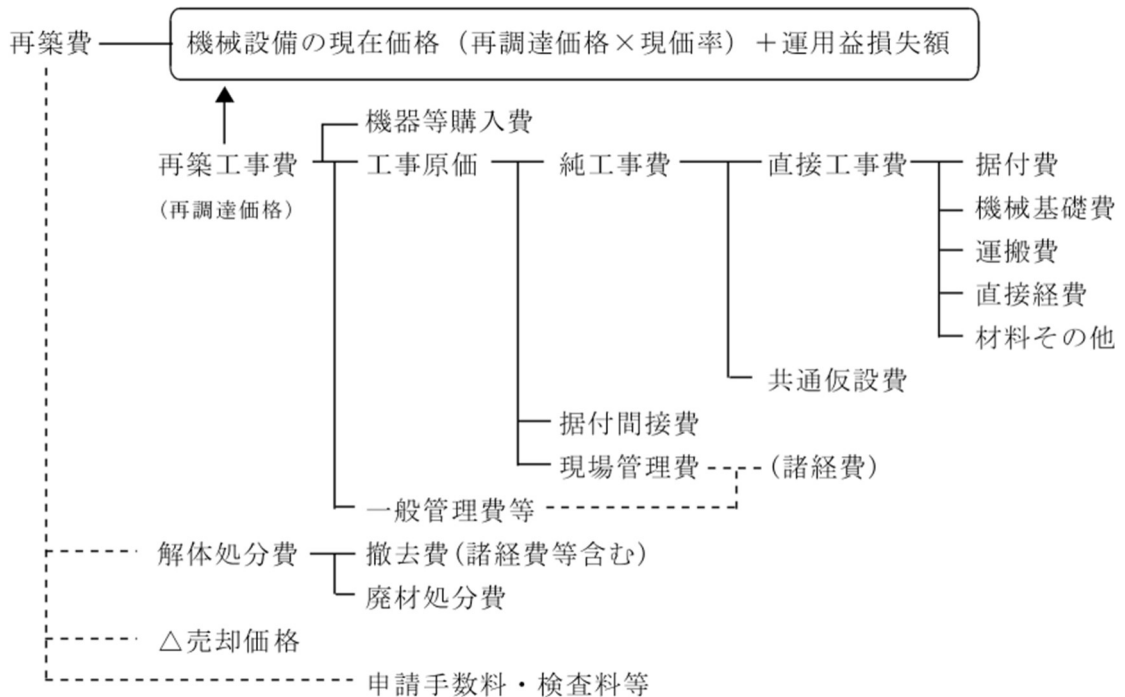 再築費 機械設備の現在価格（再調達価格×現価率）＋運用益損失額
機器等購入費
再築工事費 工事原価 純工事費 直接工事費 据付費
（再調達価格） 機械基礎費
運搬費
直接経費
材料その他
共通仮設費
据付間接費
現場管理費 （諸経費）
一般管理費等
解体処分費 撤去費（諸経費等含む）
廃材処分費
△売却価格
申請手数料・検査料等